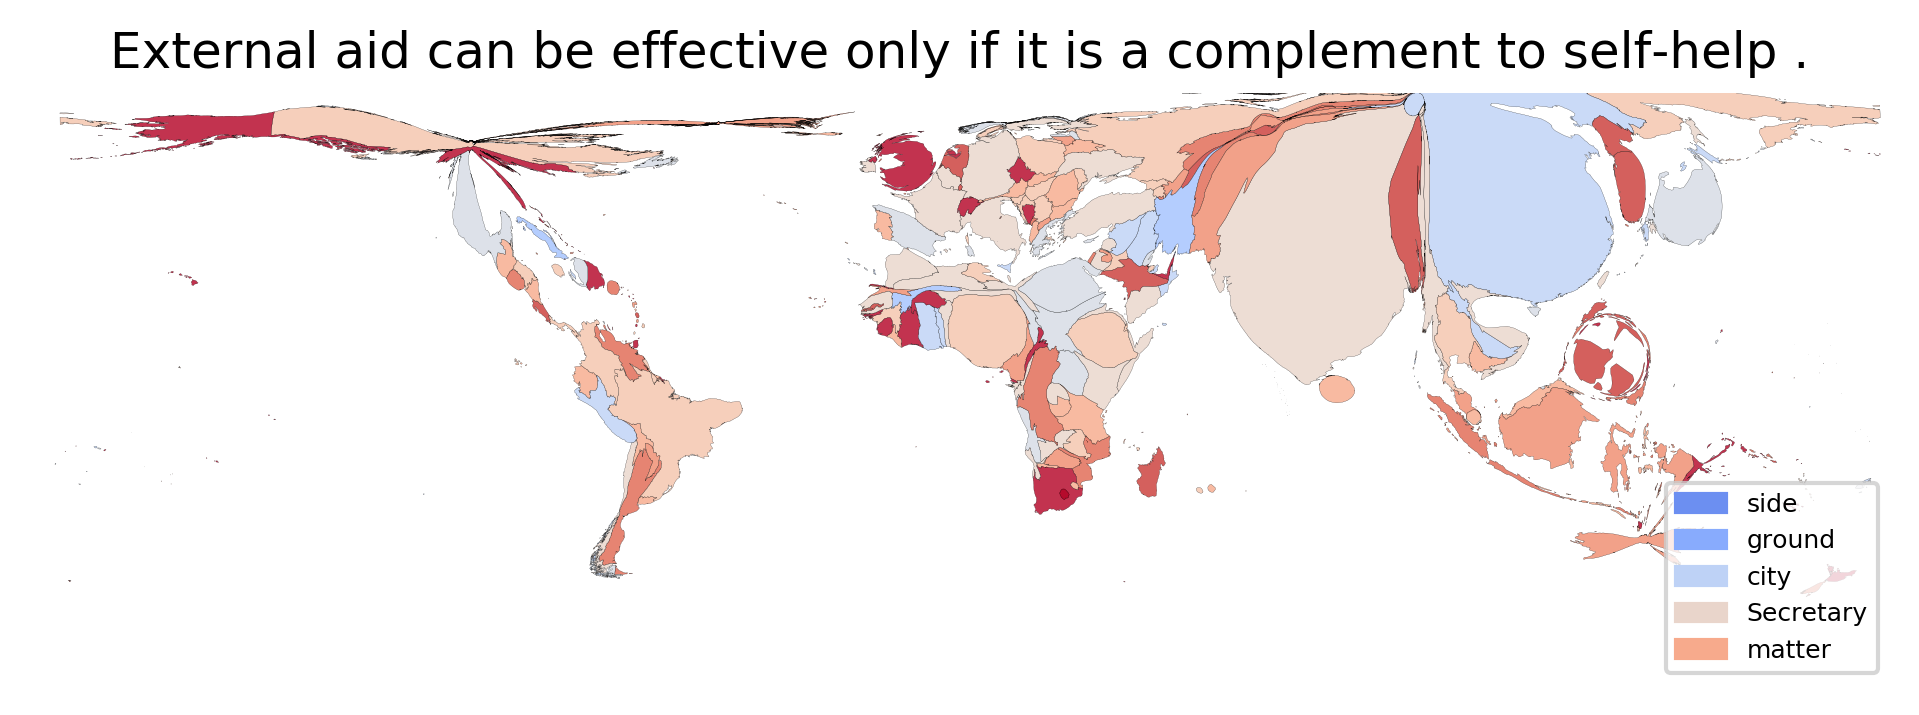 External aid can be effective only if it is a complement to self-help .
side
ground
city
Secretary
matter